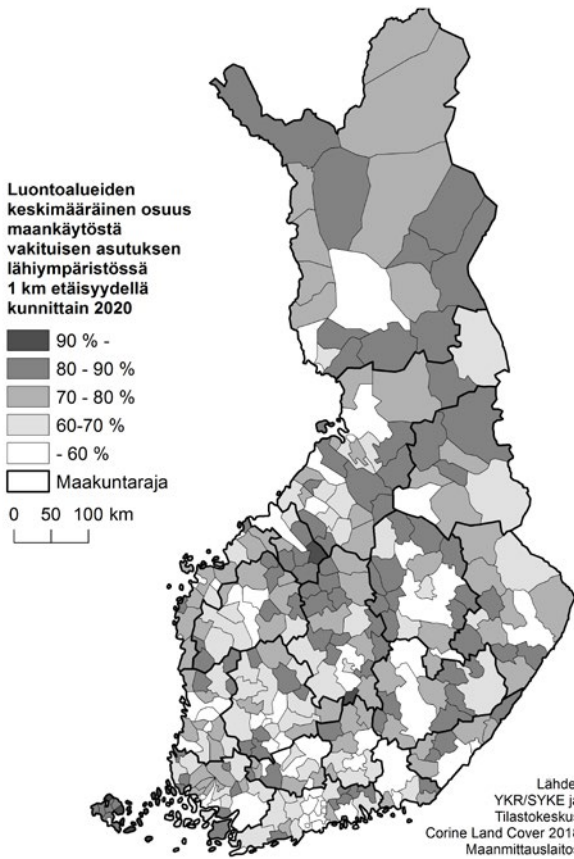 Luontoalueiden
keskimääräinen osuus
maankäytöstä
vakituisen asutuksen
lähiympäristössä
1 km etäisyydellä
kunnittain 2020
90 % -
80 - 90 %
70 - 80 %
60-70 %
- 60 %
Maakuntaraja
0 50 100 km
Lähde
YKR/SYKE ja
Tilastokeskus
Corine Land Cover 2018
Maanmittauslaitos